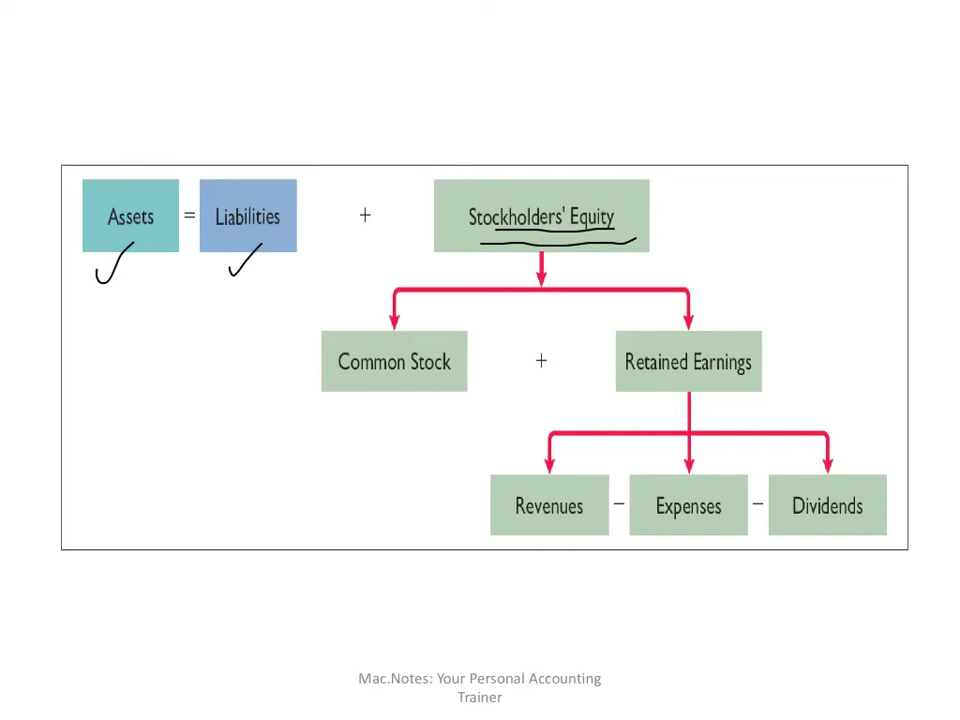 Assets = Liabilities + Stockholders' Equity
Common Stock + Retained Earnings
Revenues – Expenses – Dividends
Mac.Notes: Your Personal Accounting
Trainer